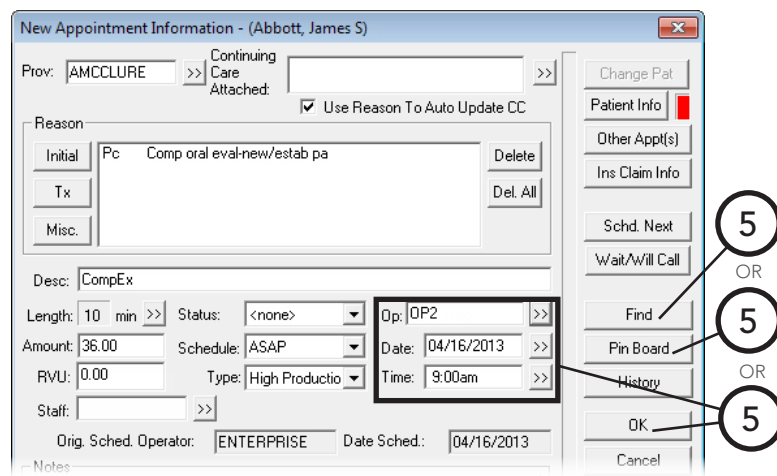 New Appointment Information - (Abbott, James S)
Prov: AMCCLURE >> Continuing Care Attached: >>
Use Reason To Auto Update CC
Reason
Initial
Tx
Misc.
Pc Comp oral eval-new/estab pa
Delete
Del. All
Desc: CompEx
Length: 10 min >> Status: <none> Op: OP2 >>
Amount: 36.00 Schedule: ASAP Date: 04/16/2013 >>
RVU: 0.00 Type: High Productio Time: 9:00am >>
Staff: >>
Orig. Sched. Operator: ENTERPRISE Date Sched.: 04/16/2013
Notes
Change Pat
Patient Info
Other Appt(s)
Ins Claim Info
Schd. Next
Wait/Will Call
Find
Pin Board
History
OK
Cancel
5
OR
5
OR
5